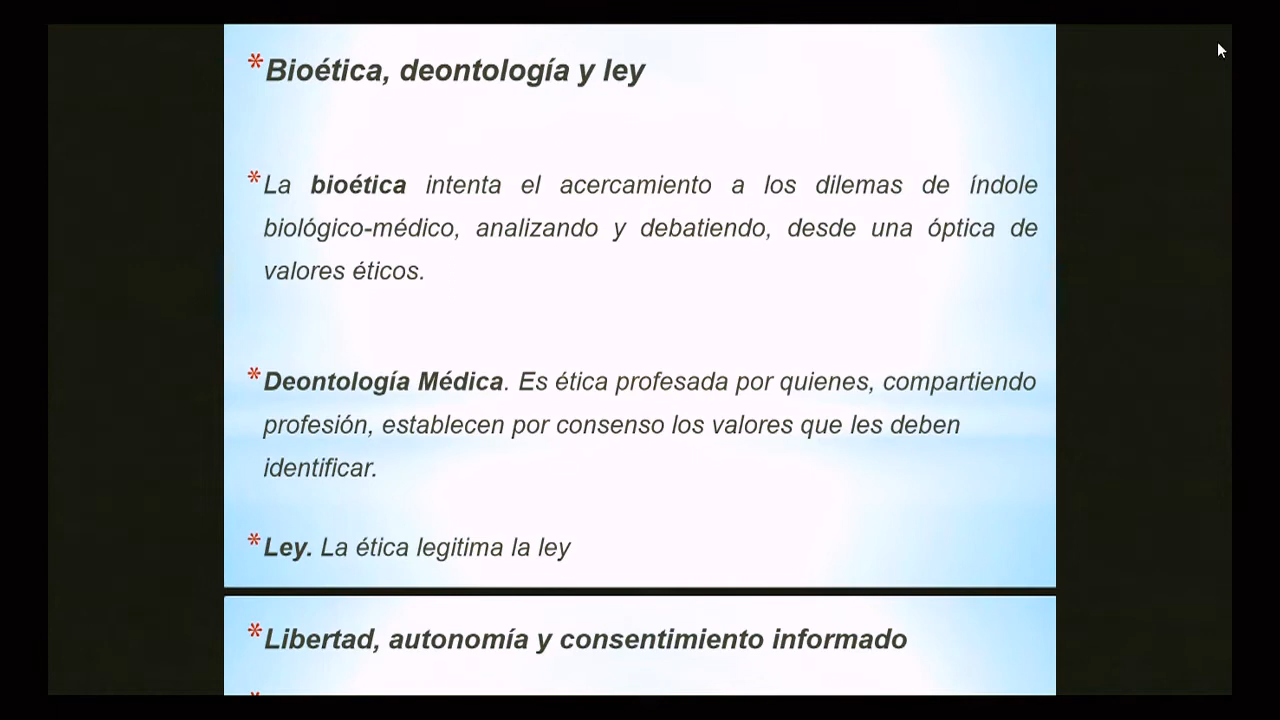 * Bioética, deontología y ley
* La bioética intenta el acercamiento a los dilemas de índole
biológico-médico, analizando y debatiendo, desde una óptica de
valores éticos.
* Deontología Médica. Es ética profesada por quienes, compartiendo
profesión, establecen por consenso los valores que les deben
identificar.
* Ley. La ética legitima la ley
* Libertad, autonomía y consentimiento informado